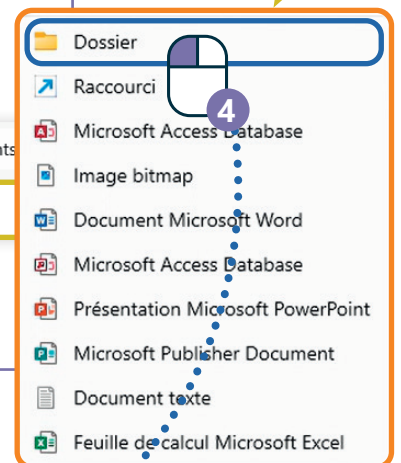 Dossier
Raccourci
4
Microsoft Access Database
nts
Image bitmap
Document Microsoft Word
Microsoft Access Database
Présentation Microsoft PowerPoint
Microsoft Publisher Document
Document texte
Feuille de calcul Microsoft Excel